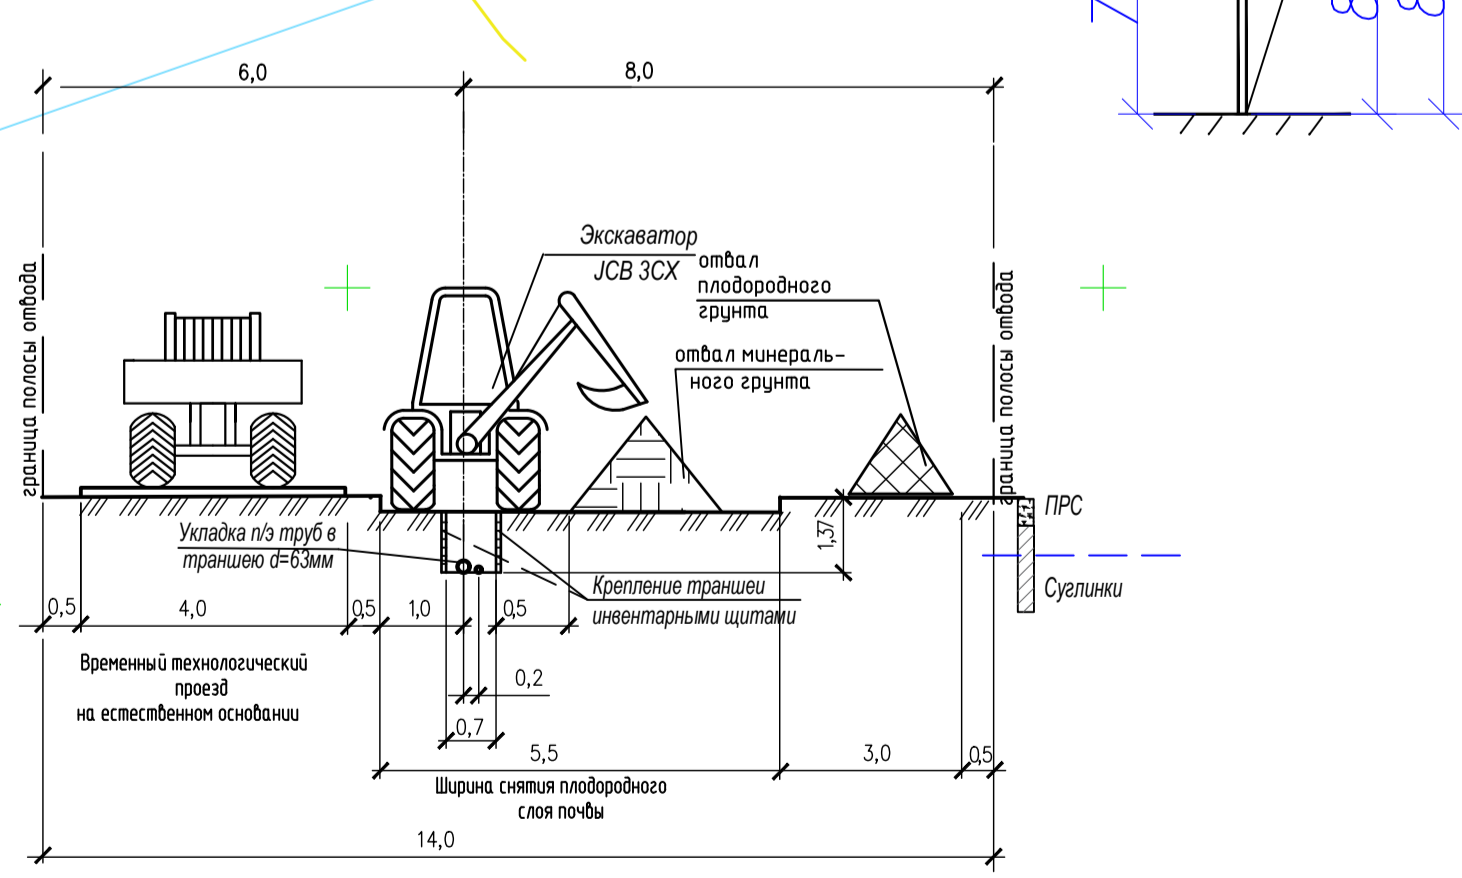 6,0
8,0
Экскаватор
JCB 3CX
отвал
плодородного
грунта
отвал минераль-
ного грунта
граница полосы отвода
граница полосы отвода
ПРС
1,37
Укладка п/э труб в
траншею d=63мм
Суглинки
Крепление траншеи
инвентарными щитами
0,5
4,0
0,5
1,0
0,5
Временный технологический
проезд
на естественном основании
0,2
0,7
5,5
3,0
0,5
Ширина снятия плодородного
слоя почвы
14,0